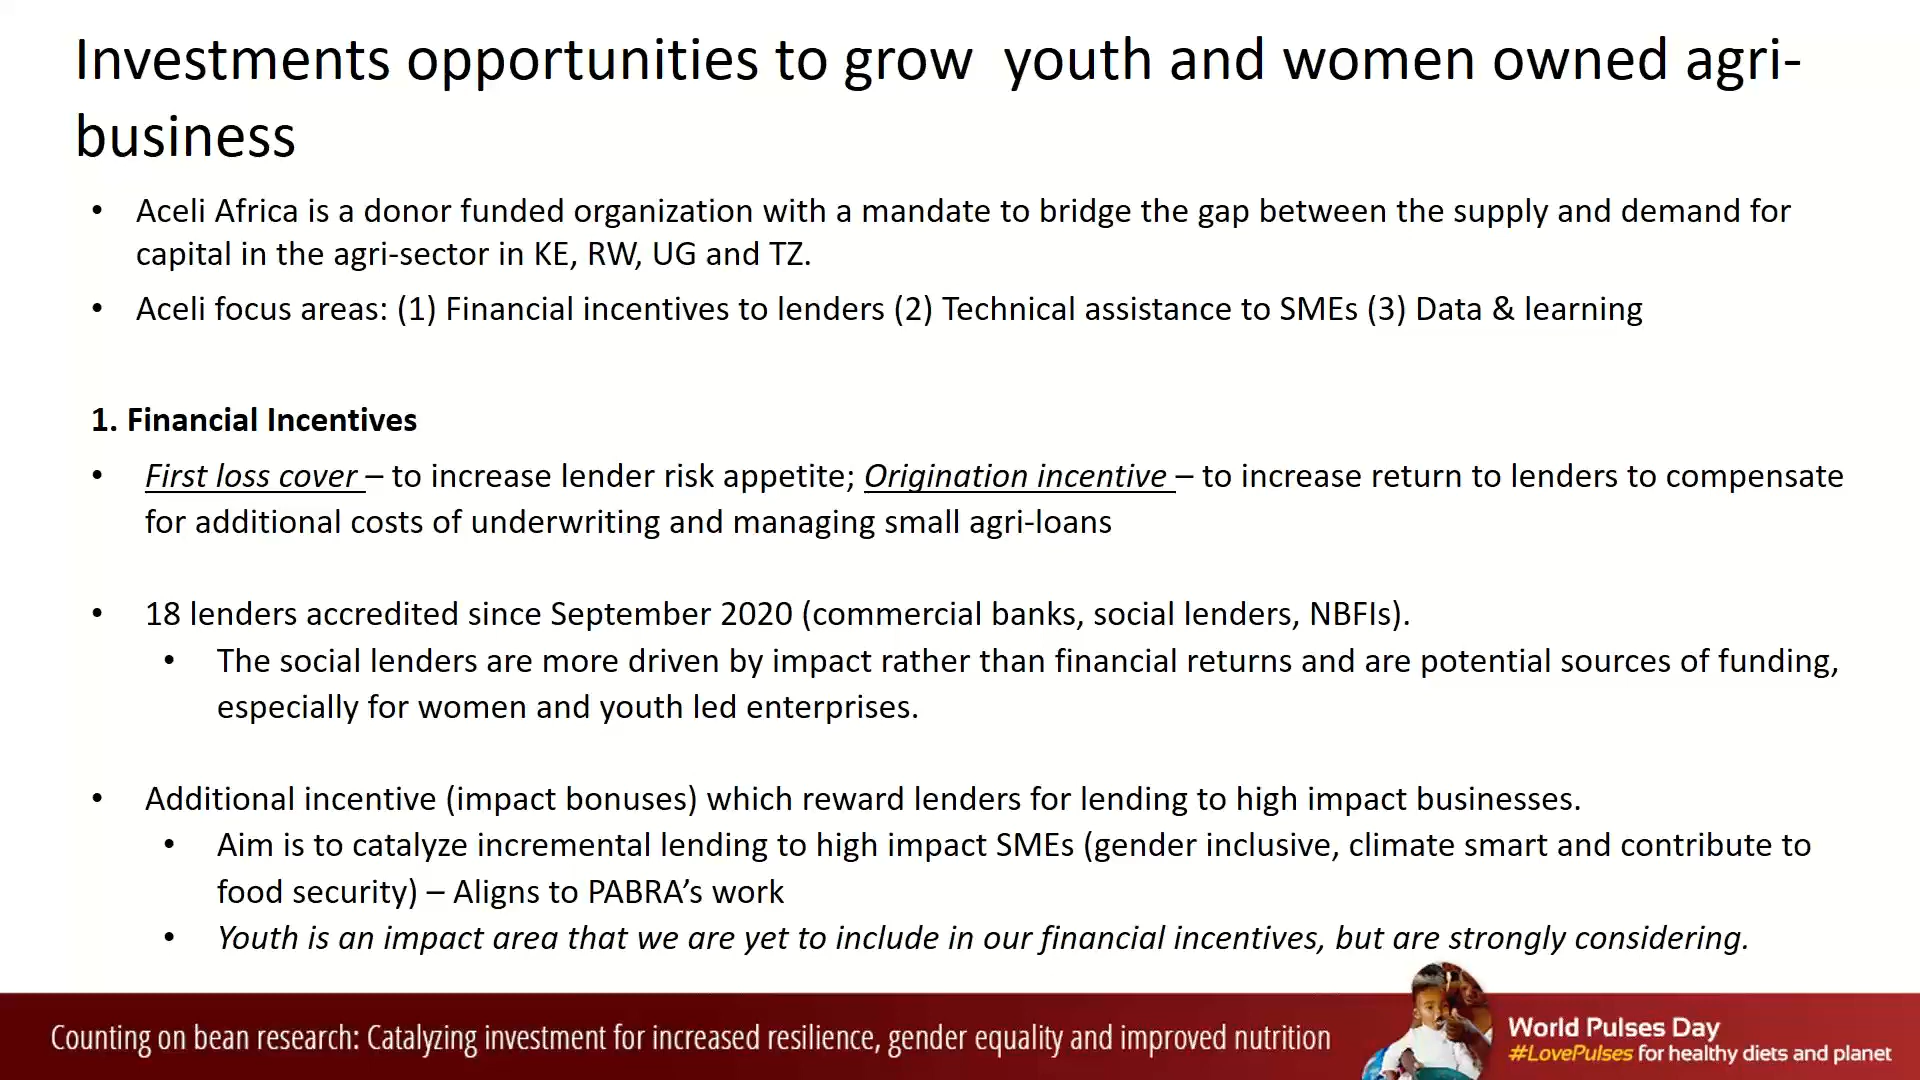 Investments opportunities to grow  youth and women owned agri-
business
• Aceli Africa is a donor funded organization with a mandate to bridge the gap between the supply and demand for
capital in the agri-sector in KE, RW, UG and TZ.
• Aceli focus areas: (1) Financial incentives to lenders (2) Technical assistance to SMEs (3) Data & learning
1. Financial Incentives
• First loss cover – to increase lender risk appetite; Origination incentive – to increase return to lenders to compensate
for additional costs of underwriting and managing small agri-loans
• 18 lenders accredited since September 2020 (commercial banks, social lenders, NBFIs).
• The social lenders are more driven by impact rather than financial returns and are potential sources of funding,
especially for women and youth led enterprises.
• Additional incentive (impact bonuses) which reward lenders for lending to high impact businesses.
• Aim is to catalyze incremental lending to high impact SMEs (gender inclusive, climate smart and contribute to
food security) – Aligns to PABRA’s work
• Youth is an impact area that we are yet to include in our financial incentives, but are strongly considering.
Counting on bean research: Catalyzing investment for increased resilience, gender equality and improved nutrition
World Pulses Day
#LovePulses for healthy diets and planet